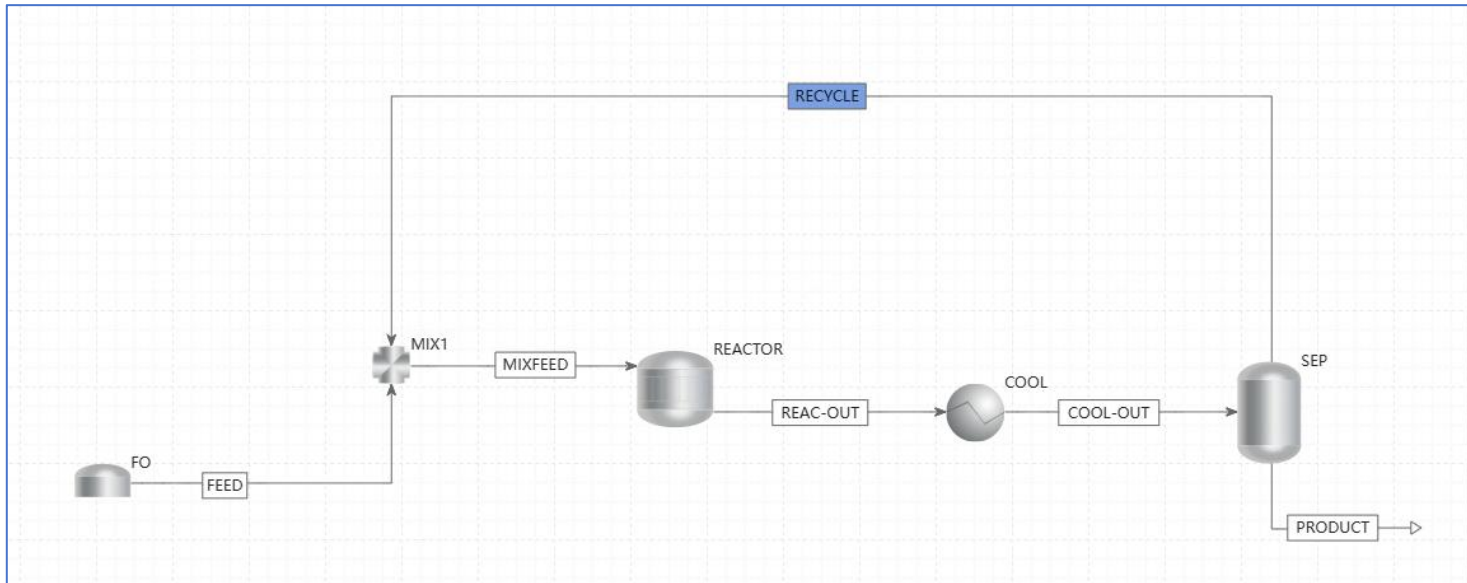 RECYCLE
MIX1
MIXFEED
REACTOR
SEP
COOL
REAC-OUT
COOL-OUT
FO
FEED
PRODUCT